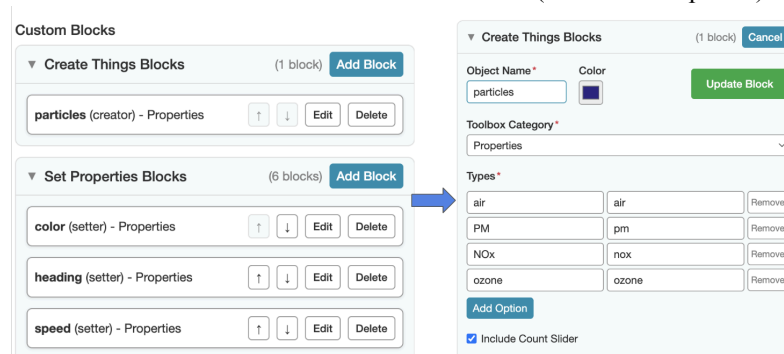 Custom Blocks
▼ Create Things Blocks (1 block) Add Block
particles (creator) - Properties ↑ ↓ Edit Delete
▼ Set Properties Blocks (6 blocks) Add Block
color (setter) - Properties ↑ ↓ Edit Delete
heading (setter) - Properties ↑ ↓ Edit Delete
speed (setter) - Properties ↑ ↓ Edit Delete
▼ Create Things Blocks (1 block) Cancel
Object Name* Color
particles
Update Block
Toolbox Category*
Properties
Types*
air air Remove
PM pm Remove
NOx nox Remove
ozone ozone Remove
Add Option
Include Count Slider